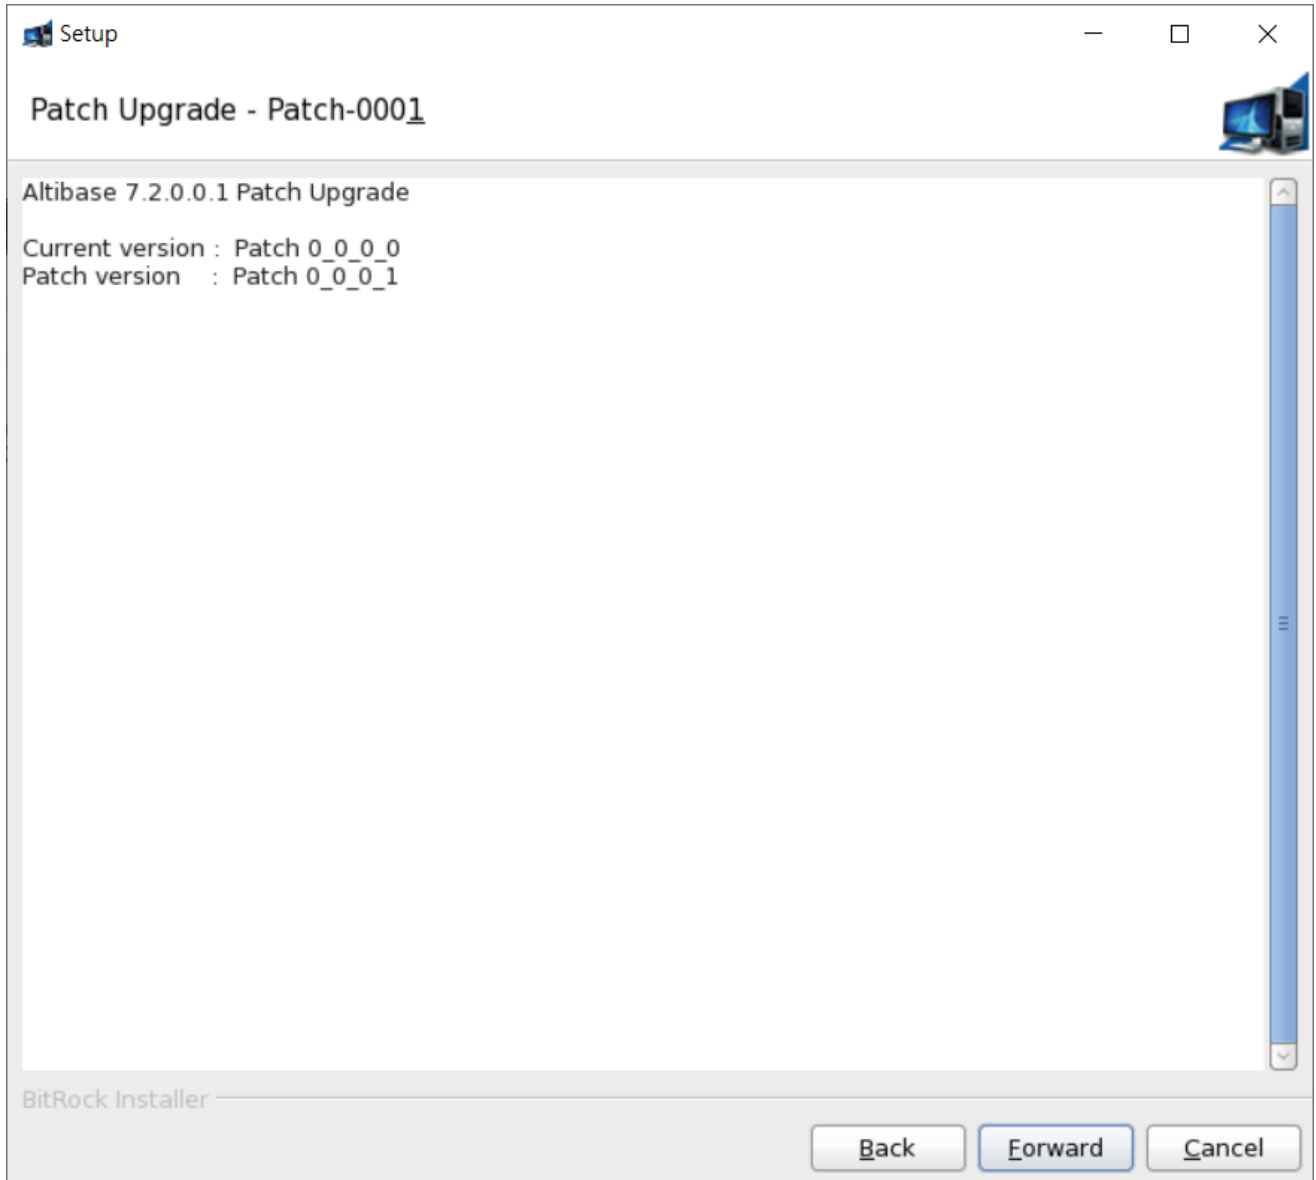 Setup
Patch Upgrade - Patch-0001
Altibase 7.2.0.0.1 Patch Upgrade
Current version : Patch 0_0_0_0
Patch version : Patch 0_0_0_1
BitRock Installer
Back Forward Cancel